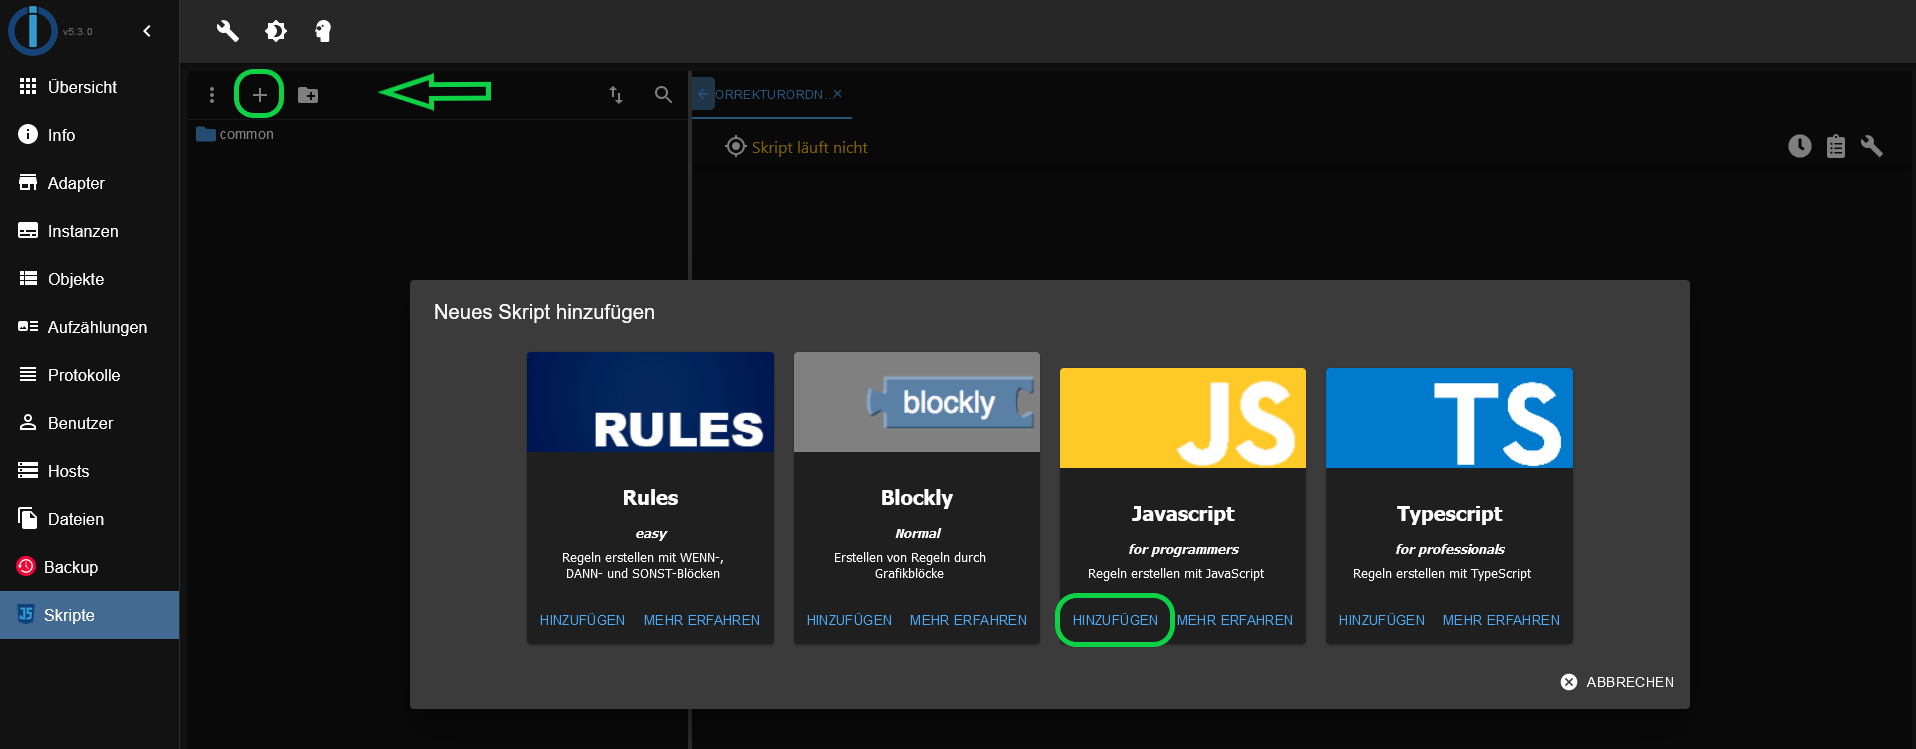 v5.3.0
Übersicht
Info
Adapter
Instanzen
Objekte
Aufzählungen
Protokolle
Benutzer
Hosts
Dateien
Backup
JS
Skripte
common
ORREKTURORDN...
Skript läuft nicht
Neues Skript hinzufügen
RULES
Rules
easy
Regeln erstellen mit WENN-,
DANN- und SONST-Blöcken
HINZUFÜGEN MEHR ERFAHREN
blockly
Blockly
Normal
Erstellen von Regeln durch
Grafikblöcke
HINZUFÜGEN MEHR ERFAHREN
JS
Javascript
for programmers
Regeln erstellen mit JavaScript
HINZUFÜGEN MEHR ERFAHREN
TS
Typescript
for professionals
Regeln erstellen mit TypeScript
HINZUFÜGEN MEHR ERFAHREN
ABBRECHEN